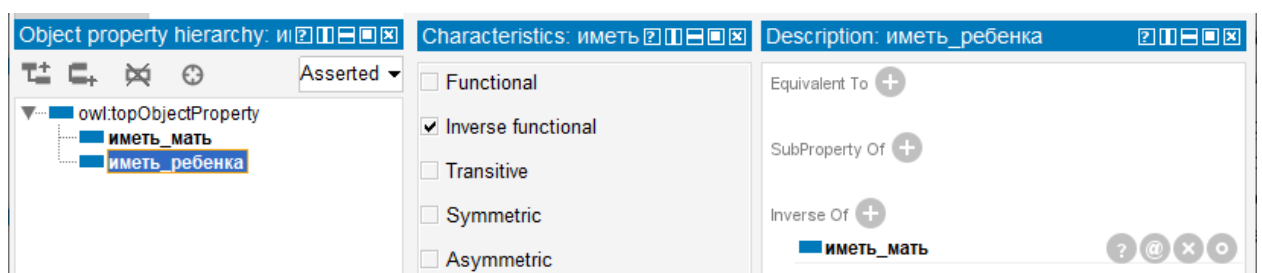 Object property hierarchy: и
Asserted
owl:topObjectProperty
иметь_мать
иметь_ребенка
Characteristics: иметь
Functional
Inverse functional
Transitive
Symmetric
Asymmetric
Description: иметь_ребенка
Equivalent To
SubProperty Of
Inverse Of
иметь_мать